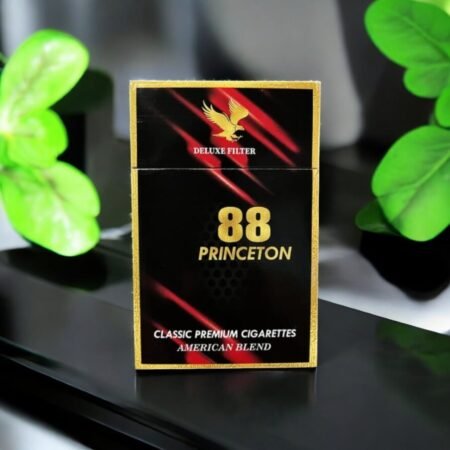 DELUXE FILTER
88
PRINCETON
CLASSIC PREMIUM CIGARETTES
AMERICAN BLEND